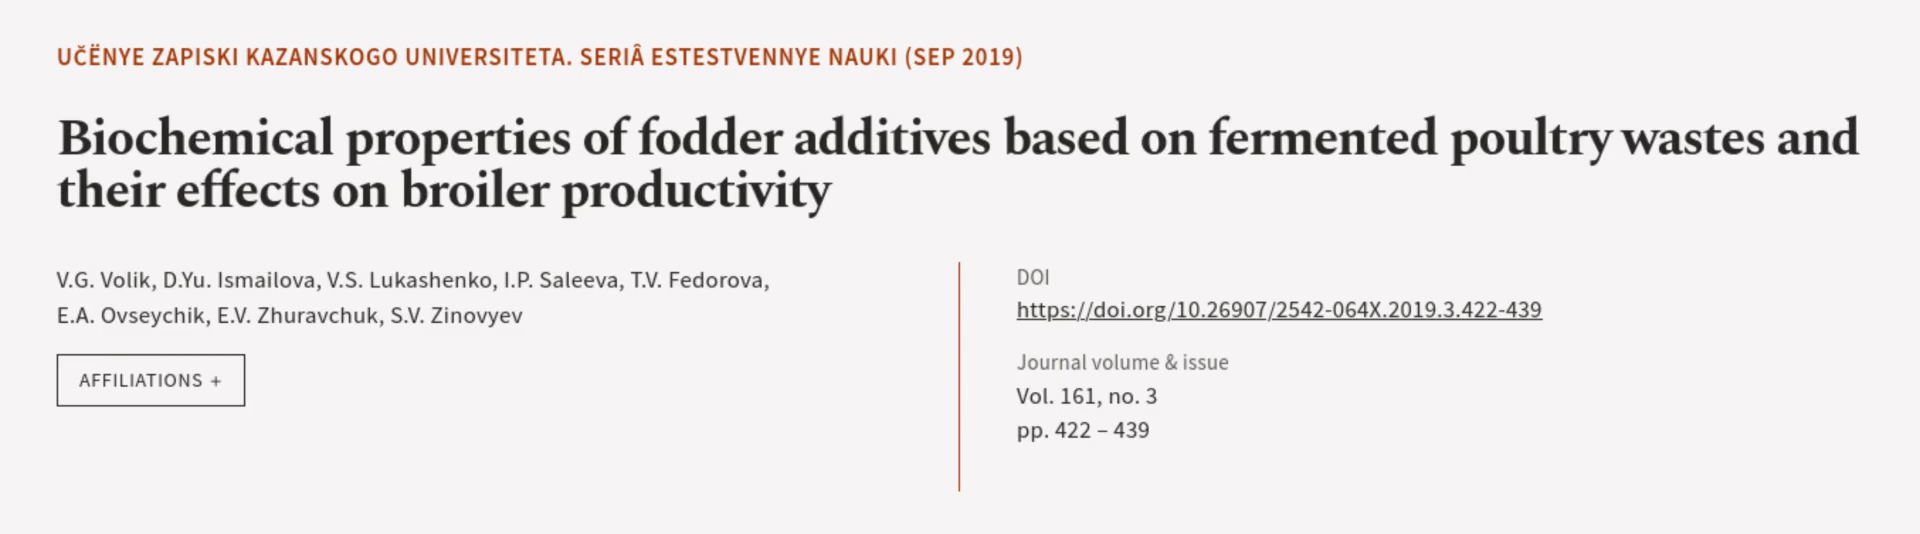 UČËNYE ZAPISKI KAZANSKOGO UNIVERSITETA. SERIÂ ESTESTVENNYE NAUKI (SEP 2019)
Biochemical properties of fodder additives based on fermented poultry wastes and
their effects on broiler productivity
V.G. Volik, D.Yu. Ismailova, V.S. Lukashenko, I.P. Saleeva, T.V. Fedorova,
E.A. Ovseychik, E.V. Zhuravchuk, S.V. Zinovyev
AFFILIATIONS +
DOI
https://doi.org/10.26907/2542-064X.2019.3.422-439
Journal volume & issue
Vol. 161, no. 3
pp. 422 – 439